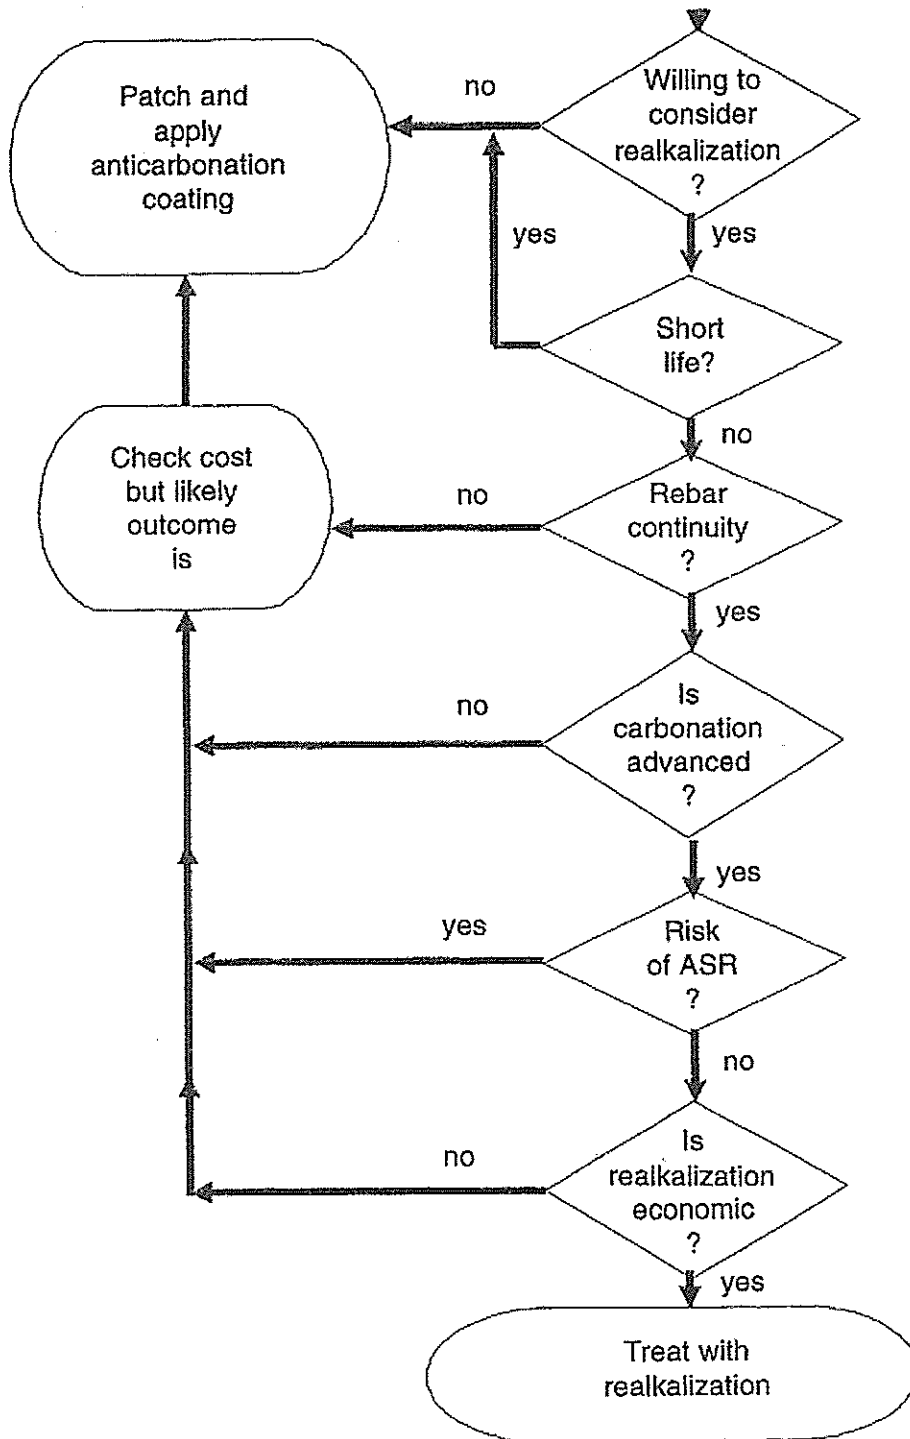 Willing to
consider
realkalization
?
no
Patch and
apply
anticarbonation
coating
yes
yes
Short
life?
no
Check cost
but likely
outcome
is
no
Rebar
continuity
?
yes
no
Is
carbonation
advanced
?
yes
yes
Risk
of ASR
?
no
no
Is
realkalization
economic
?
yes
Treat with
realkalization